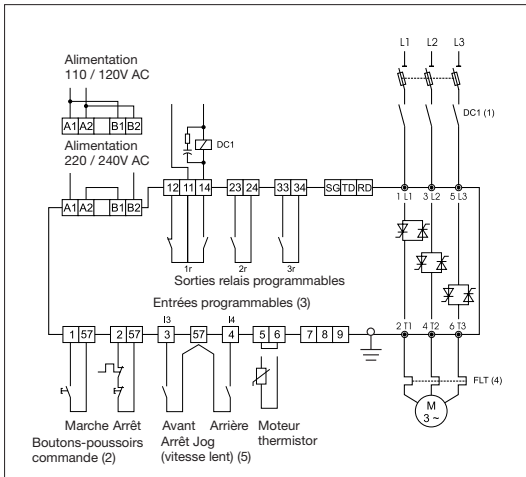 L1 L2 L3
Alimentation
110 / 120V AC
A1 A2 B1 B2
DC1 (1)
Alimentation
220 / 240V AC
DC1
A1 A2 B1 B2
12 11 14 23 24 33 34 SG TD RD
1 L1 3 L2 5 L3
1r 2r 3r
Sorties relais programmables
Entrées programmables (3)
I3 I4
1 57 2 57 3 57 4 5 6 7 8 9
2 T1 4 T2 6 T3
FLT (4)
M
3 ~
Marche Arrêt
Boutons-poussoirs
commande (2)
Avant Arrière
Arrêt Jog
(vitesse lent) (5)
Moteur
thermistor